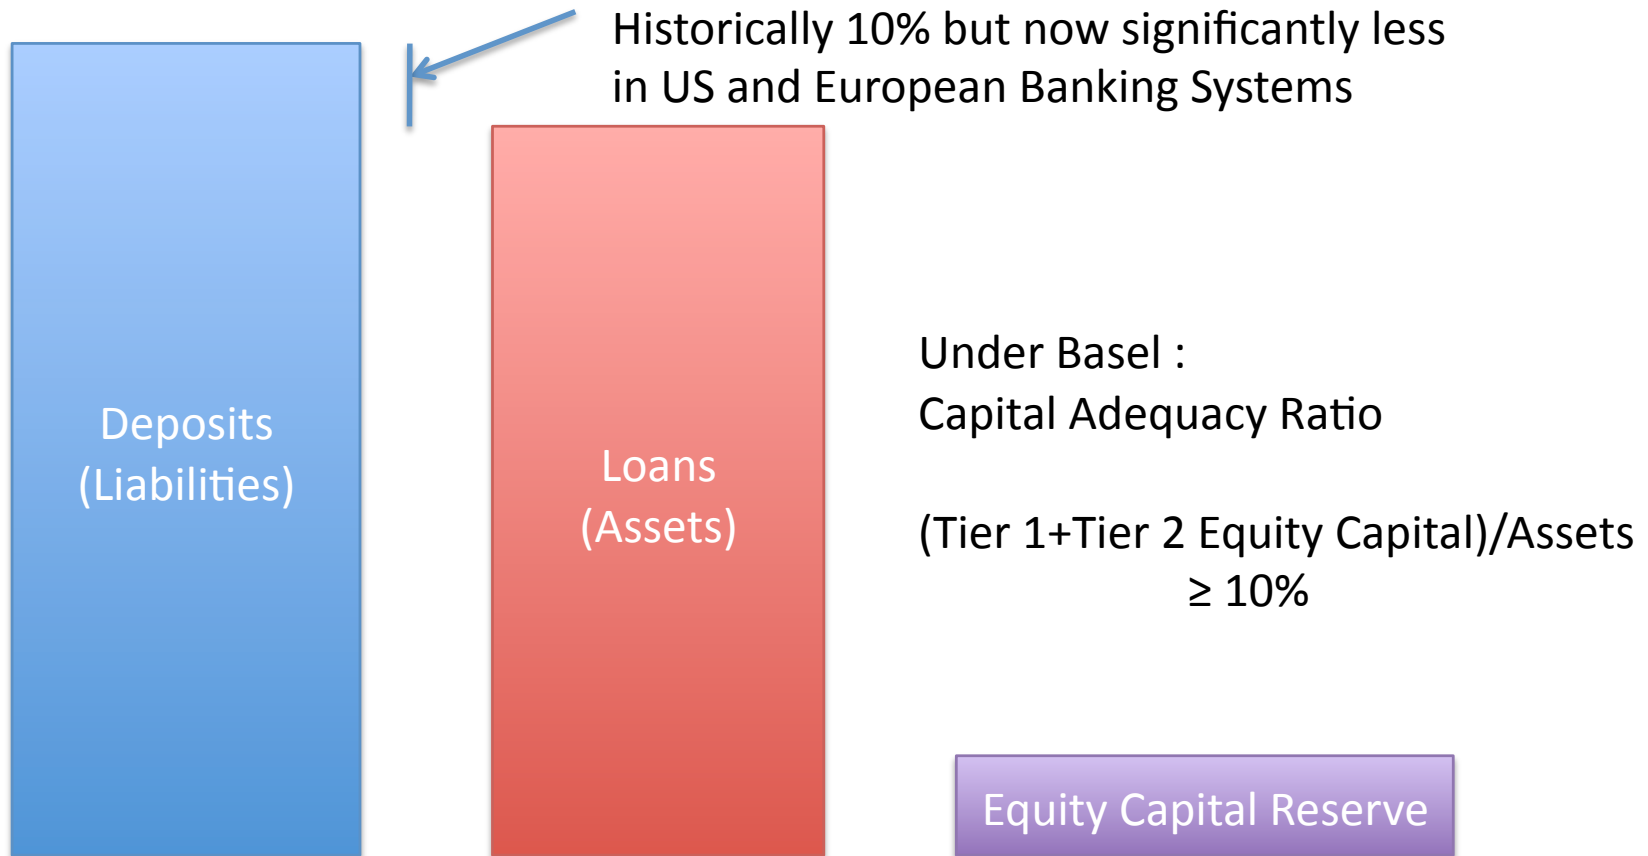 Historically 10% but now significantly less
in US and European Banking Systems
Deposits
(Liabilities)
Loans
(Assets)
Under Basel :
Capital Adequacy Ratio
(Tier 1+Tier 2 Equity Capital)/Assets
≥ 10%
Equity Capital Reserve